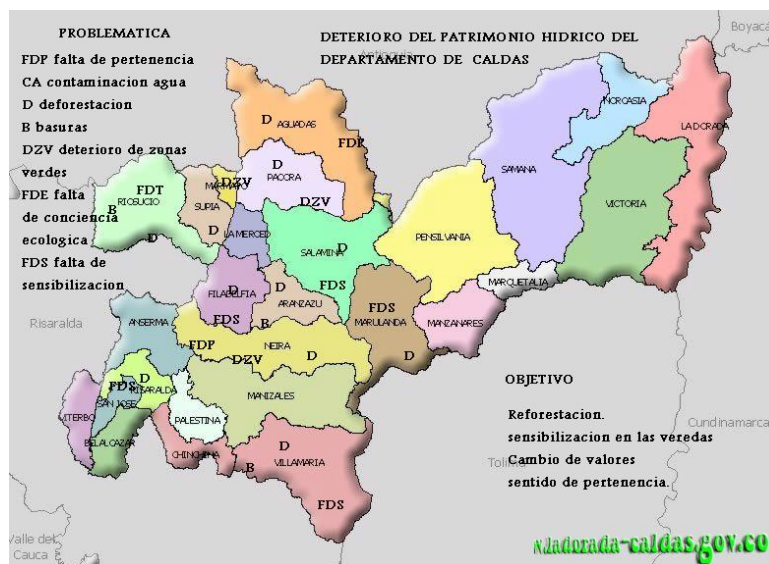 PROBLEMATICA
FDP falta de pertenencia
CA contaminacion agua
D deforestacion
B basuras
DZV deterioro de zonas
verdes
FDE falta
de conciencia
ecologica
FDS falta de
sensibilizacion
DETERIORO DEL PATRIMONIO HIDRICO DEL
DEPARTAMENTO DE CALDAS
Antioquia
Boyacá
NORCASIA
LA DORADA
D AGUADAS
FDP
SAMANA
D
PACORA
DZV
MARMATO
DZV
FDT
RIOSUCIO
B
D
SUPIA
D
LA MERCED
VICTORIA
PENSILVANIA
SALAMINA D
FDS
MARQUETALIA
D
FILADELFIA
FDS
D
ARANZAZU
B
FDS
MARULANDA
D
MANZANARES
Risaralda
ANSERMA
FDP
NEIRA
DZV
D
D
FDS
RISARALDA
SAN JOSE
VITERBO
BELALCAZAR
PALESTINA
MANIZALES
CHINCHINA
D
B
VILLAMARIA
FDS
OBJETIVO
Reforestacion.
sensibilizacion en las veredas
Cambio de valores
sentido de pertenencia.
Cundinamarca
Tolima
Valle del
Cauca
w.ladorada-caldas.gov.co